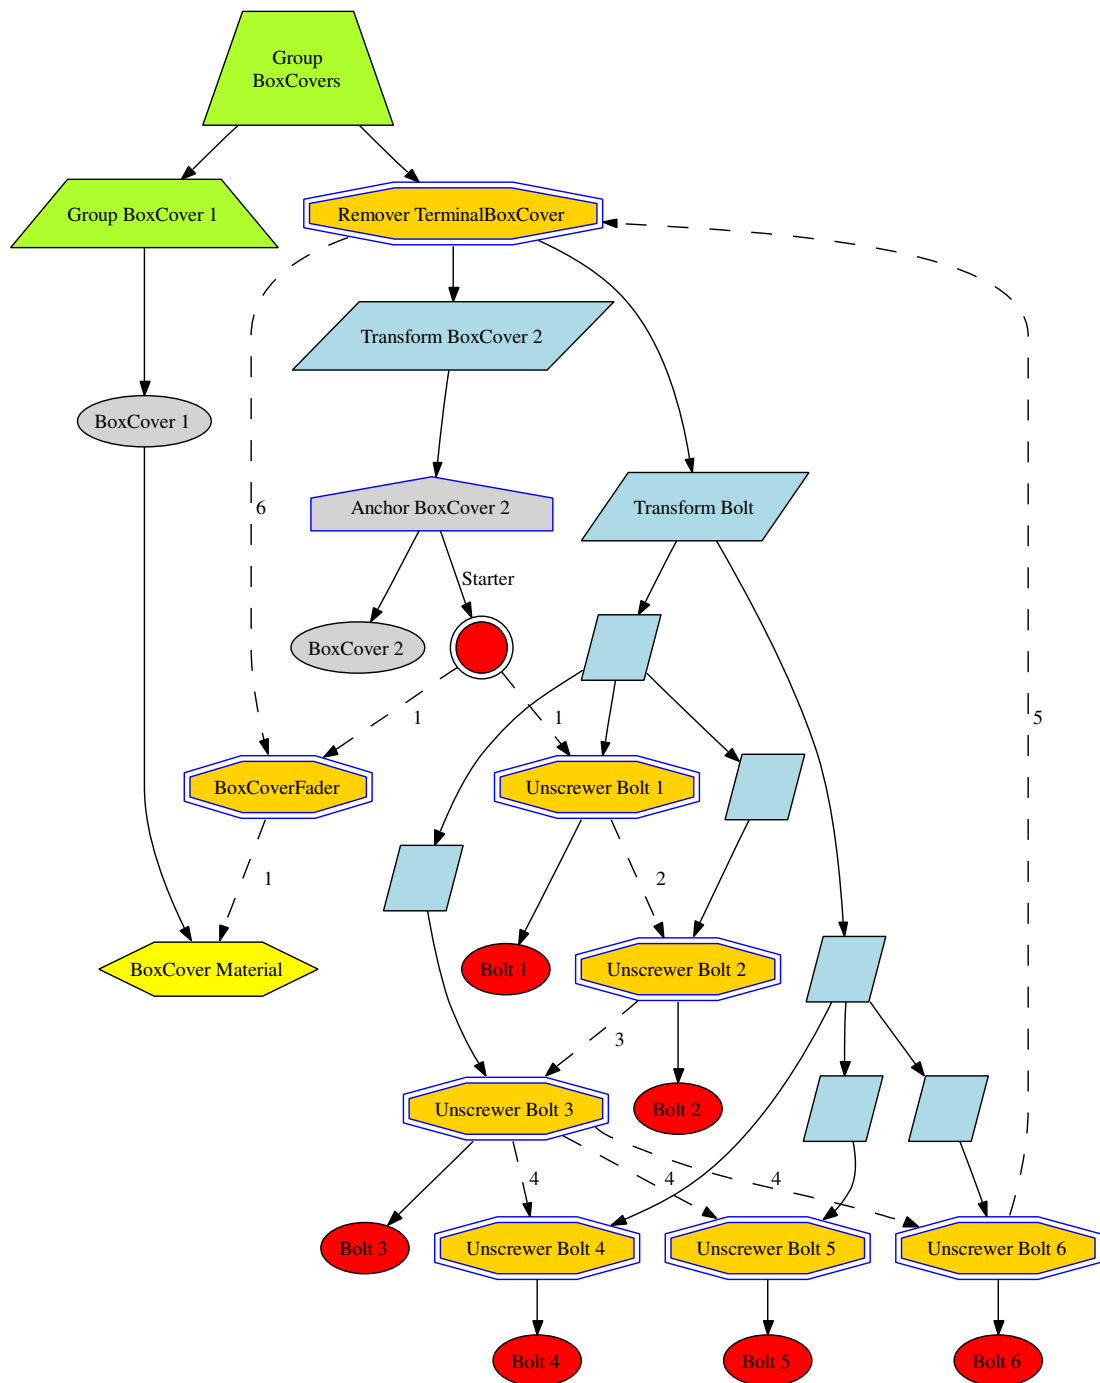 Group
BoxCovers
Group BoxCover 1
Remover TerminalBoxCover
Transform BoxCover 2
BoxCover 1
6
Anchor BoxCover 2
Transform Bolt
Starter
BoxCover 2
1
1
5
BoxCoverFader
Unscrewer Bolt 1
1
2
BoxCover Material
Bolt 1
Unscrewer Bolt 2
3
Unscrewer Bolt 3
Bolt 2
4
4
4
Bolt 3
Unscrewer Bolt 4
Unscrewer Bolt 5
Unscrewer Bolt 6
Bolt 4
Bolt 5
Bolt 6